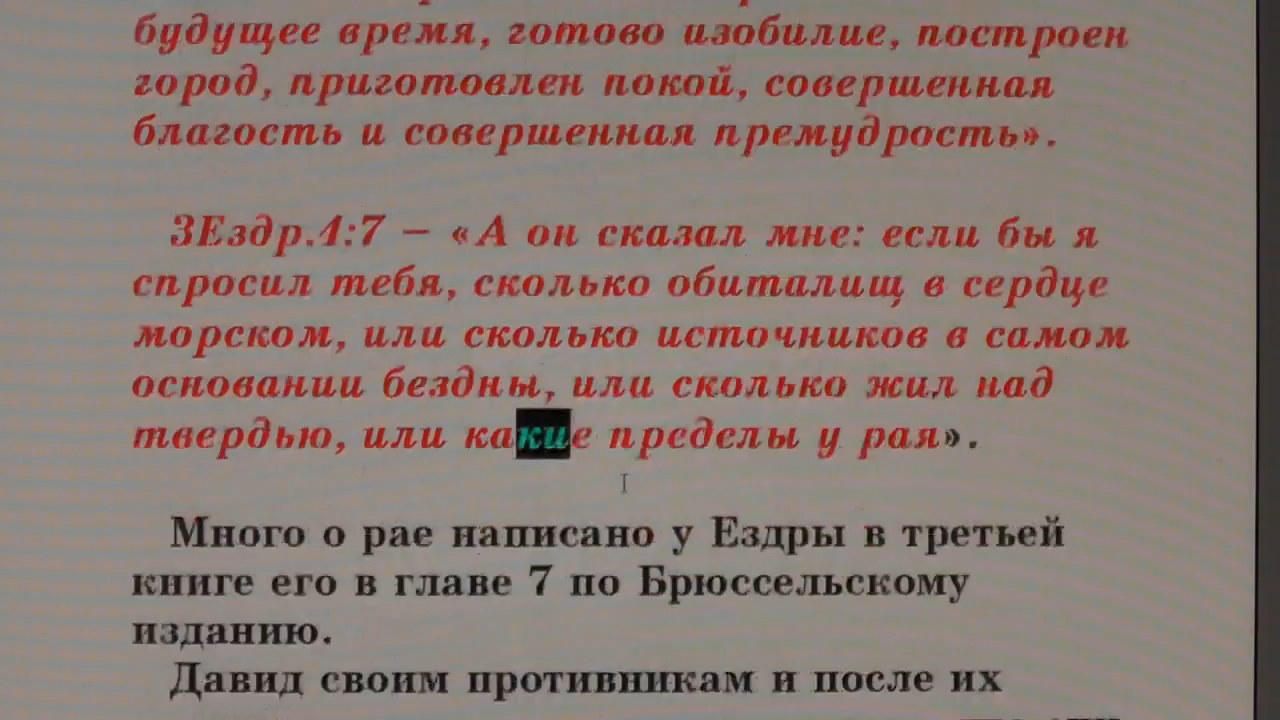 будущее время, готово изобилие, построен
город, приготовлен покой, совершенная
благость и совершенная премудрость».
3Ездр.4:7 – «А он сказал мне: если бы я
спросил тебя, сколько обиталищ в сердце
морском, или сколько источников в самом
основании бездны, или сколько жил над
твердью, или какие пределы у рая».
Много о рае написано у Ездры в третьей
книге его в главе 7 по Брюссельскому
изданию.
Давид своим противникам и после их